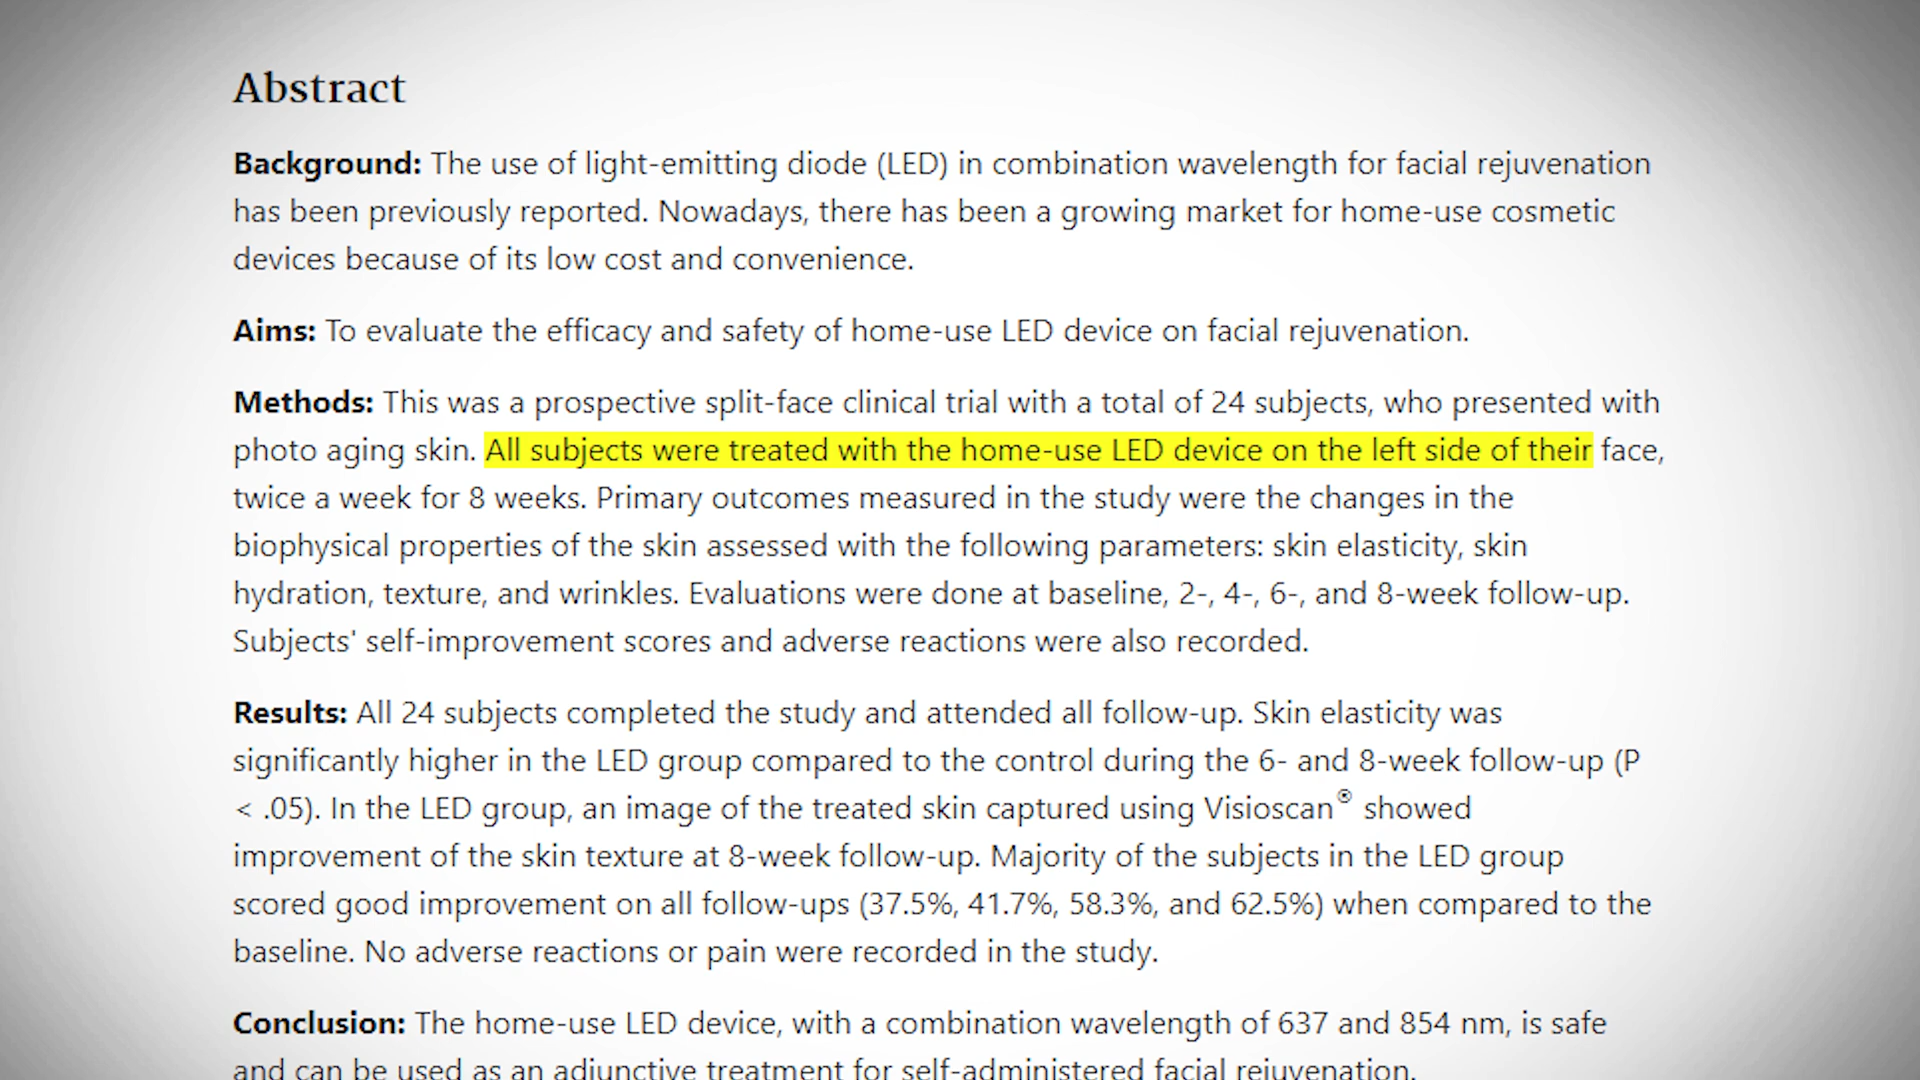 Abstract
Background: The use of light-emitting diode (LED) in combination wavelength for facial rejuvenation
has been previously reported. Nowadays, there has been a growing market for home-use cosmetic
devices because of its low cost and convenience.
Aims: To evaluate the efficacy and safety of home-use LED device on facial rejuvenation.
Methods: This was a prospective split-face clinical trial with a total of 24 subjects, who presented with
photo aging skin. All subjects were treated with the home-use LED device on the left side of their face,
twice a week for 8 weeks. Primary outcomes measured in the study were the changes in the
biophysical properties of the skin assessed with the following parameters: skin elasticity, skin
hydration, texture, and wrinkles. Evaluations were done at baseline, 2-, 4-, 6-, and 8-week follow-up.
Subjects' self-improvement scores and adverse reactions were also recorded.
Results: All 24 subjects completed the study and attended all follow-up. Skin elasticity was
significantly higher in the LED group compared to the control during the 6- and 8-week follow-up (P
< .05). In the LED group, an image of the treated skin captured using Visioscan® showed
improvement of the skin texture at 8-week follow-up. Majority of the subjects in the LED group
scored good improvement on all follow-ups (37.5%, 41.7%, 58.3%, and 62.5%) when compared to the
baseline. No adverse reactions or pain were recorded in the study.
Conclusion: The home-use LED device, with a combination wavelength of 637 and 854 nm, is safe
and can be used as an adjunctive treatment for self-administered facial rejuvenation.